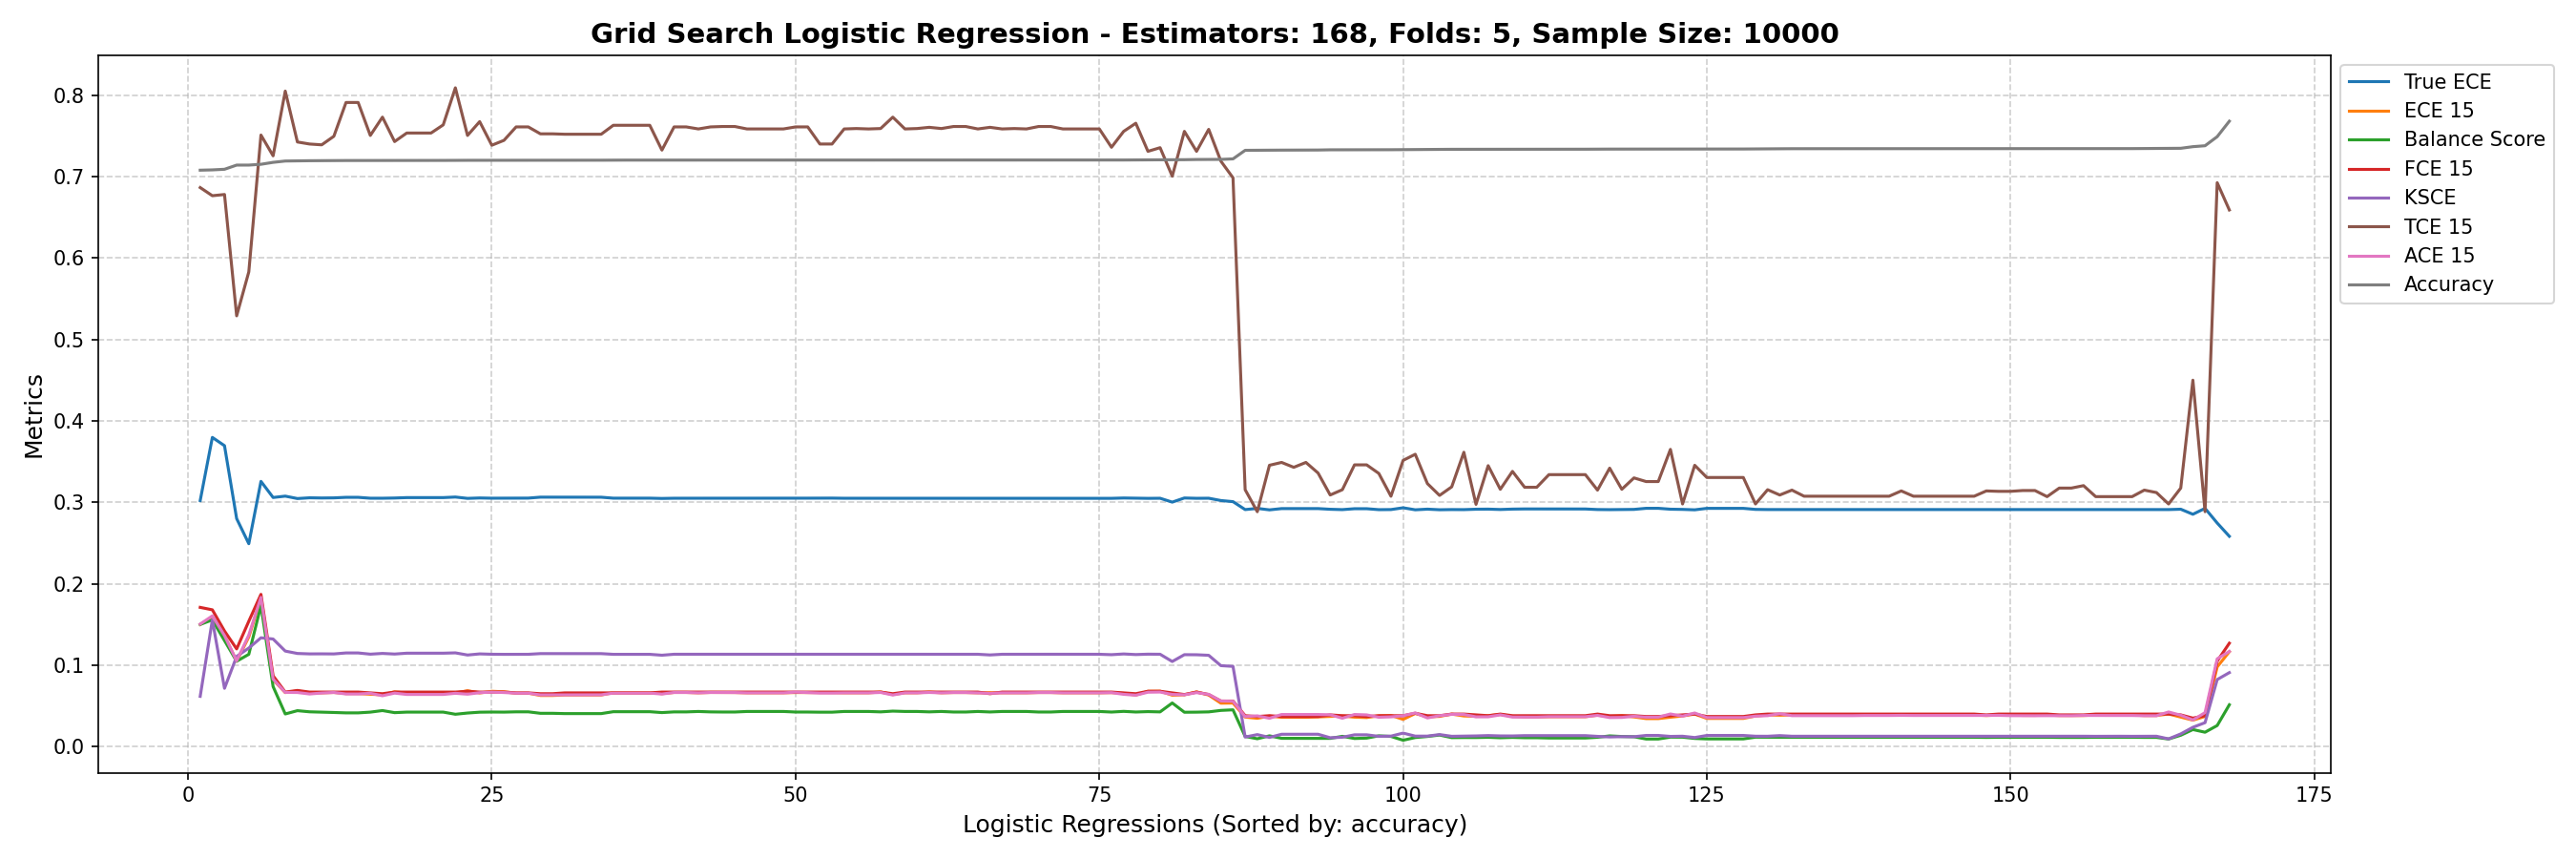 Grid Search Logistic Regression - Estimators: 168, Folds: 5, Sample Size: 10000
Metrics
0.8
0.7
0.6
0.5
0.4
0.3
0.2
0.1
0.0
0 25 50 75 100 125 150 175
Logistic Regressions (Sorted by: accuracy)
True ECE
ECE 15
Balance Score
FCE 15
KSCE
TCE 15
ACE 15
Accuracy